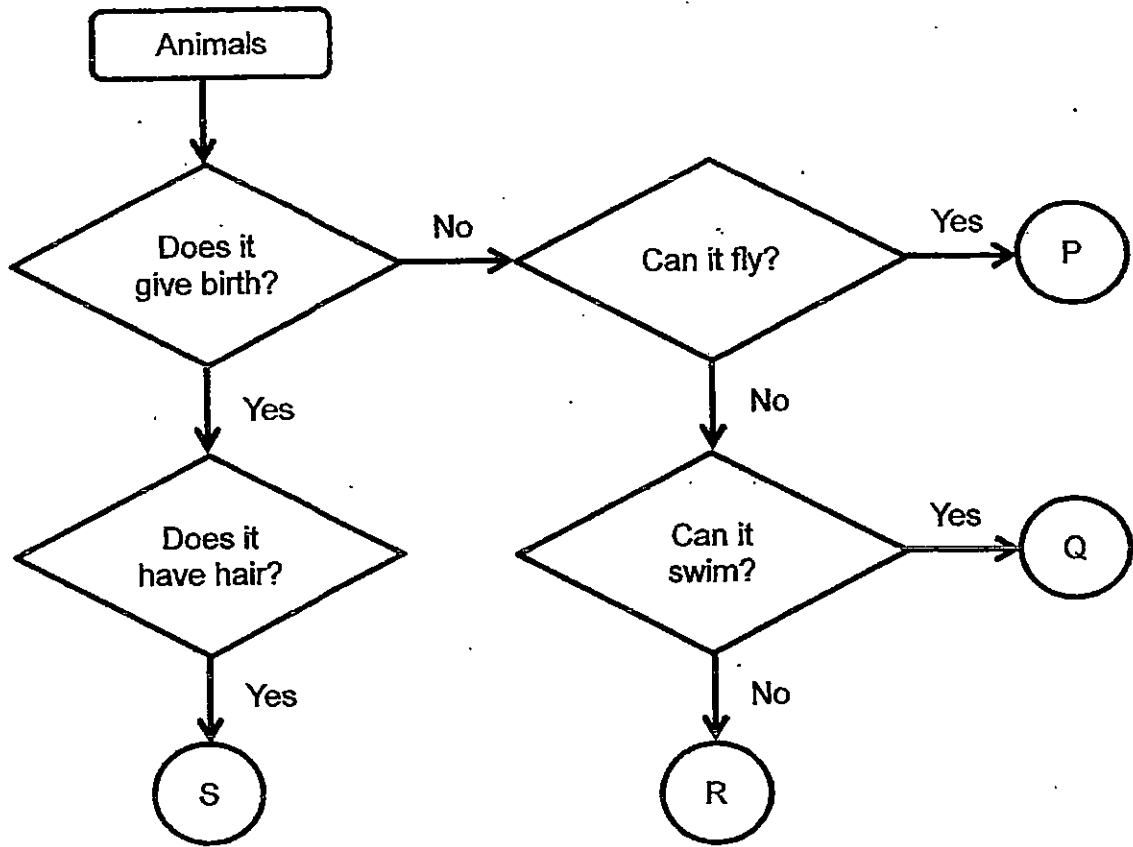 Animals
Does it
give birth?
No
Can it fly?
Yes
P
Yes
No
Does it
have hair?
Can it
swim?
Yes
Q
Yes
No
S
R